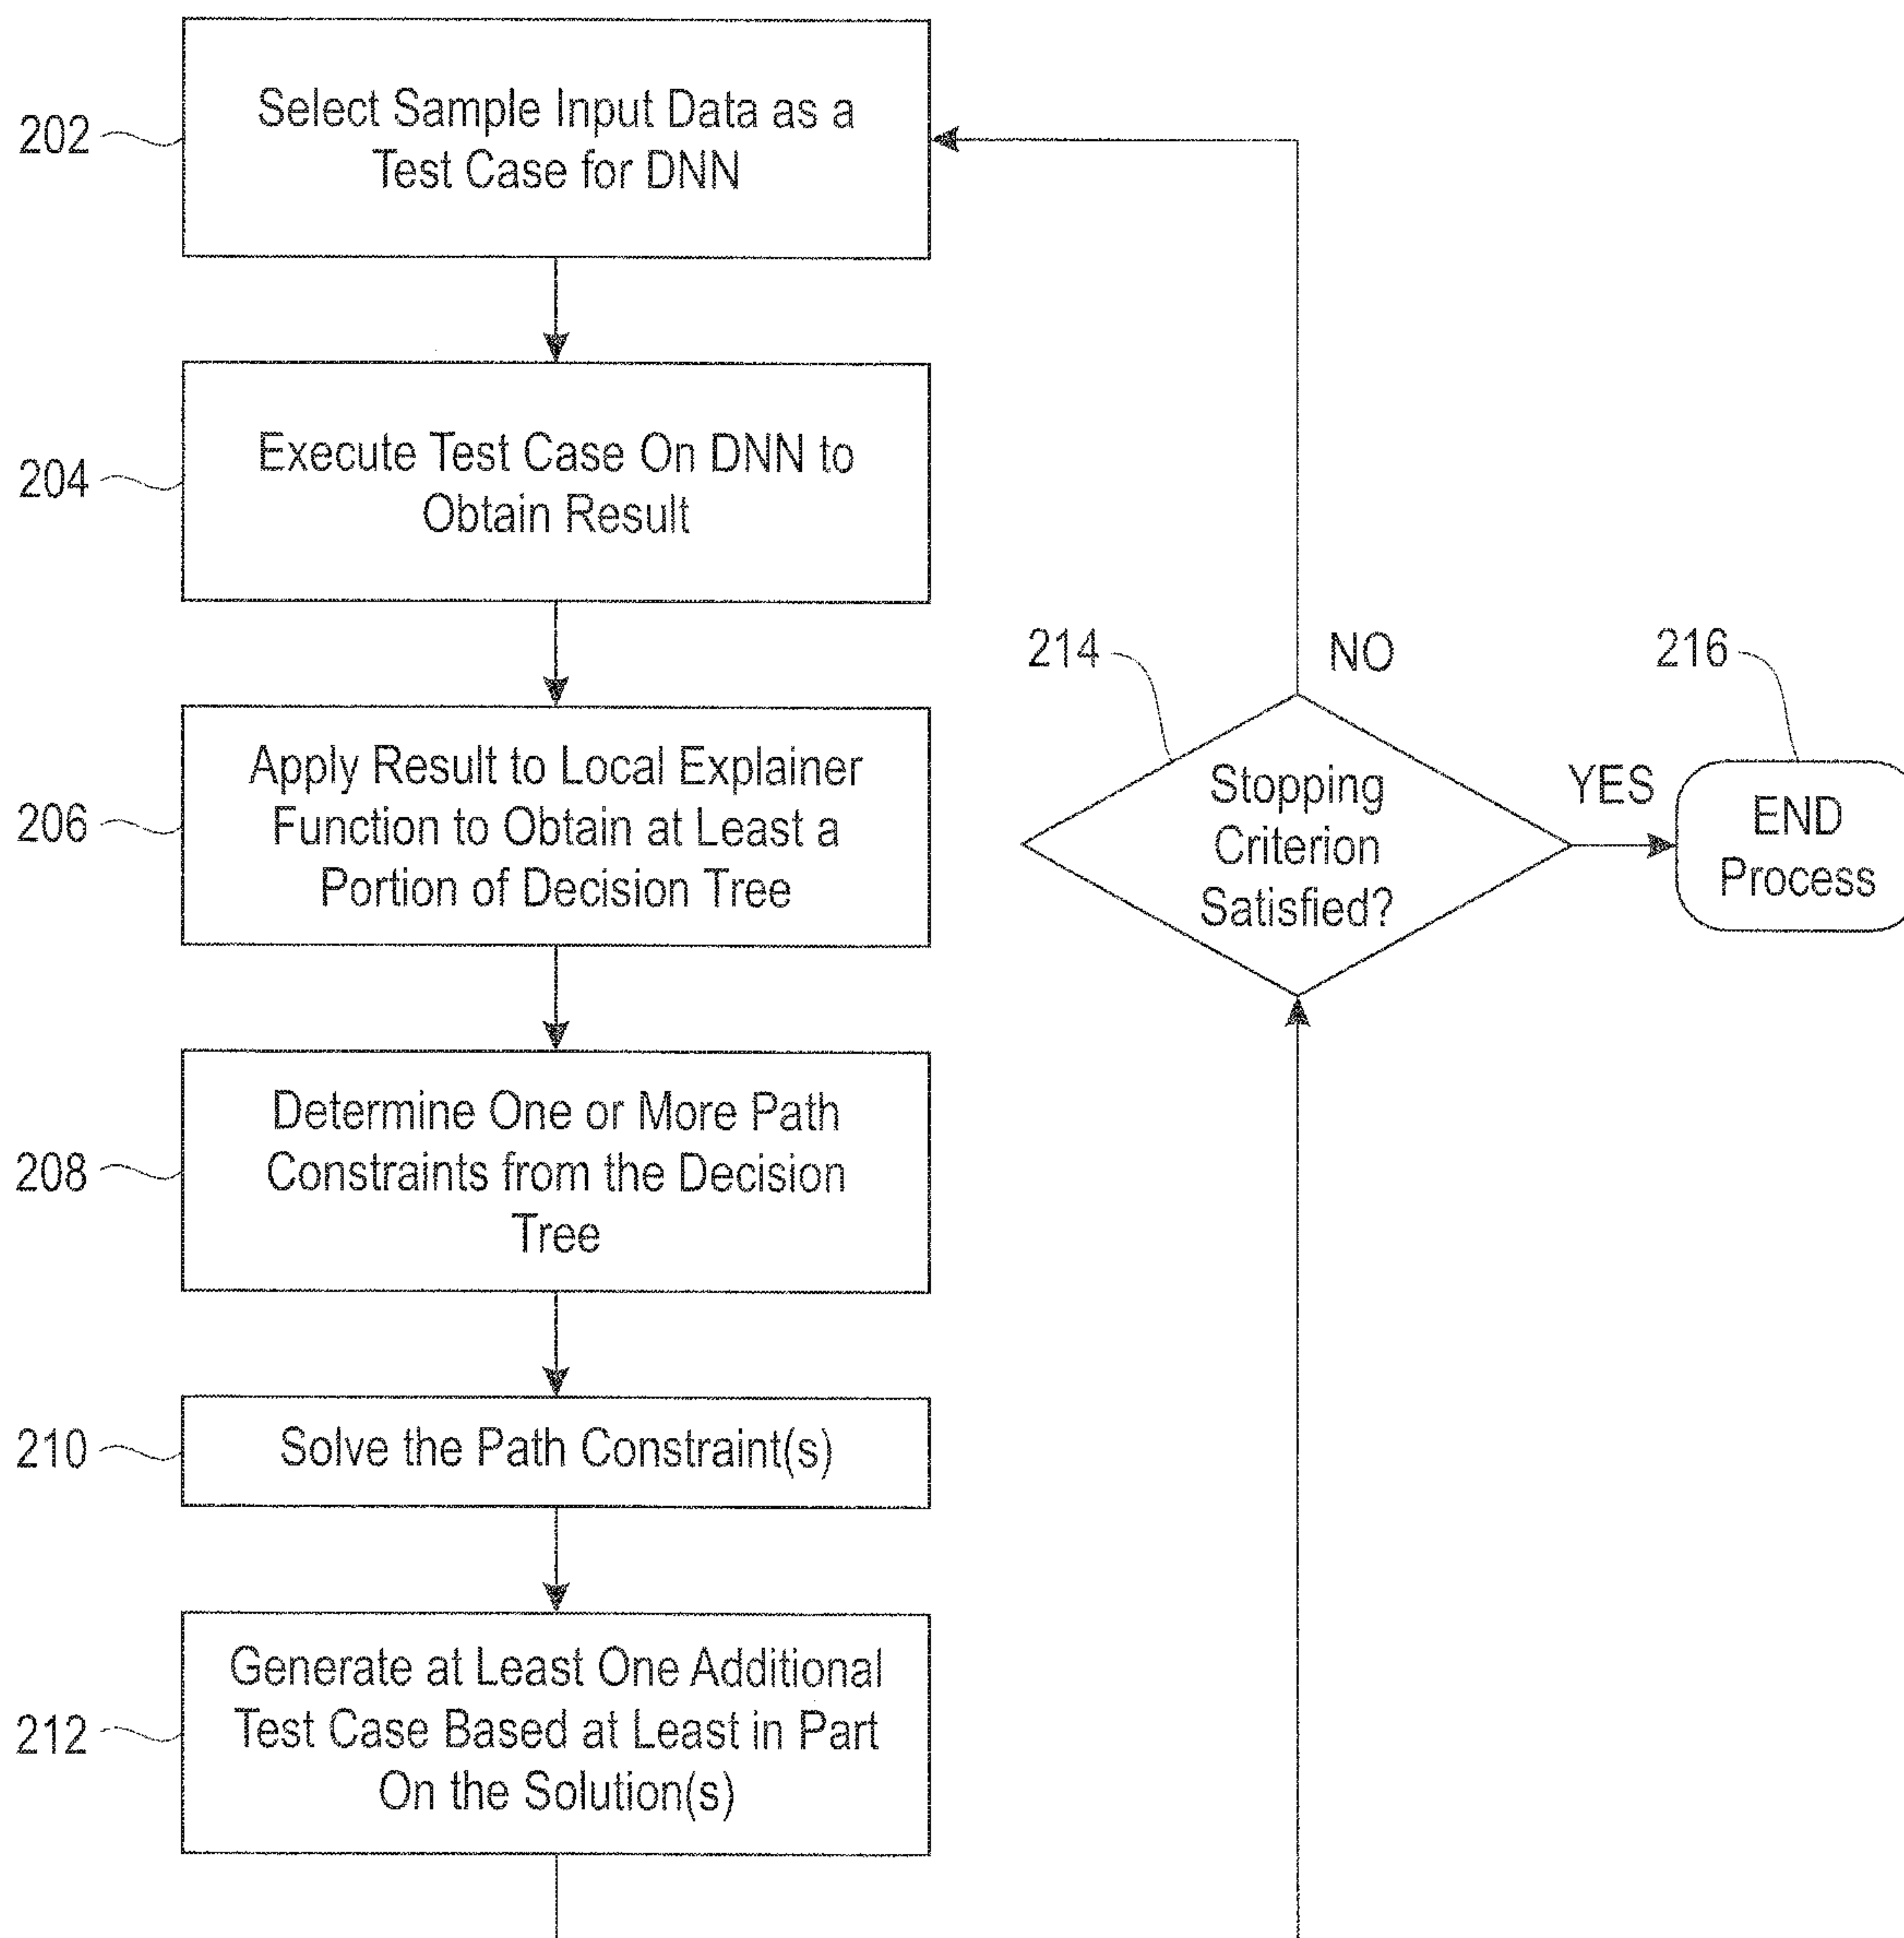 202
Select Sample Input Data as a
Test Case for DNN
204
Execute Test Case On DNN to
Obtain Result
206
Apply Result to Local Explainer
Function to Obtain at Least a
Portion of Decision Tree
208
Determine One or More Path
Constraints from the Decision
Tree
210
Solve the Path Constraint(s)
212
Generate at Least One Additional
Test Case Based at Least in Part
On the Solution(s)
214
NO
Stopping
Criterion
Satisfied?
YES
216
END
Process